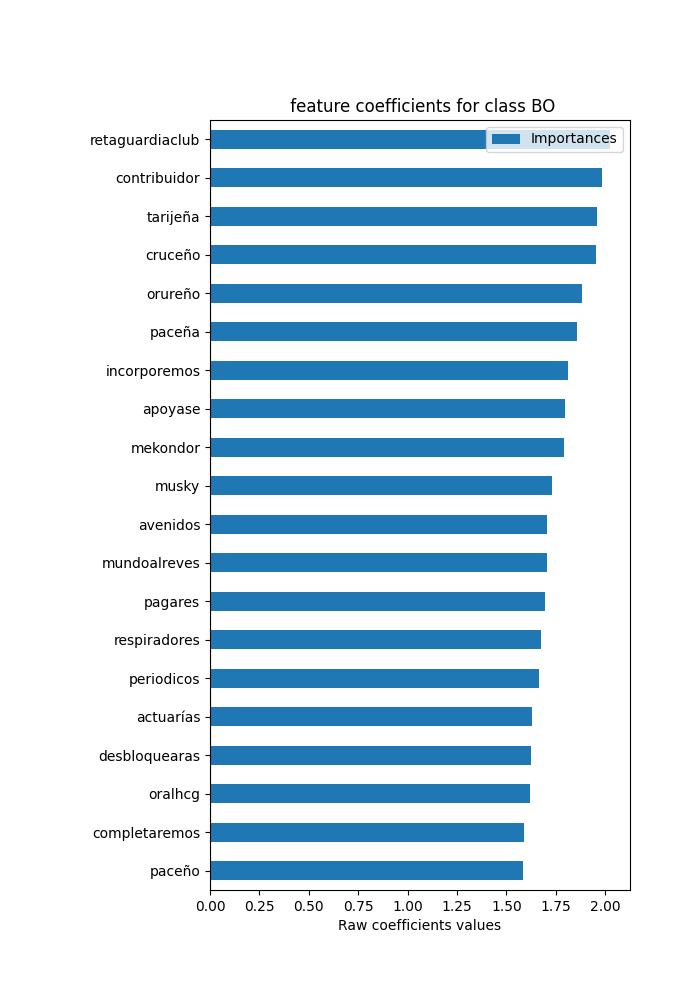 feature coefficients for class BO
Importances
retaguardiaclub
contribuidor
tarijeña
cruceño
orureño
paceña
incorporemos
apoyase
mekondor
musky
avenidos
mundoalreves
pagares
respiradores
periodicos
actuarías
desbloquearas
oralhcg
completaremos
paceño
0.00 0.25 0.50 0.75 1.00 1.25 1.50 1.75 2.00
Raw coefficients values